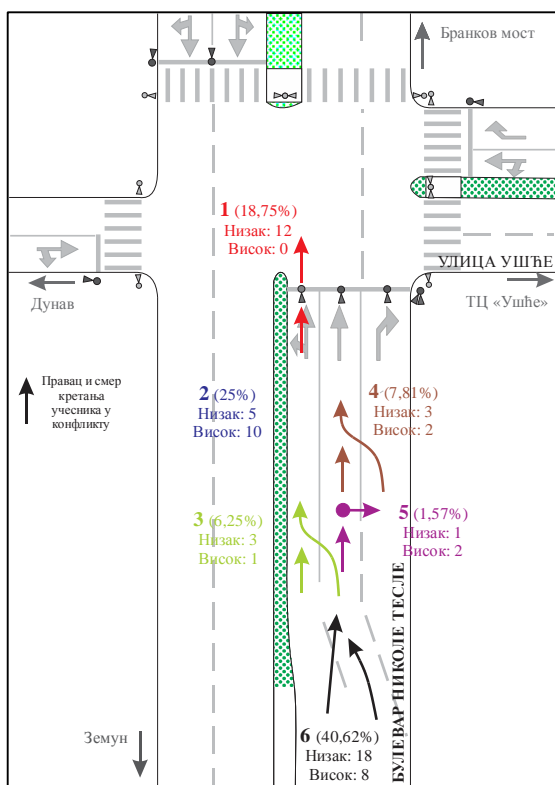 Бранков мост
1 (18,75%)
Низак: 12
Висок: 0
УЛИЦА УШЋЕ
ТЦ «Ушће»
Дунав
Правац и смер
кретања
учесника у
конфликту
2 (25%)
Низак: 5
Висок: 10
4 (7,81%)
Низак: 3
Висок: 2
3 (6,25%)
Низак: 3
Висок: 1
5 (1,57%)
Низак: 1
Висок: 2
БУЛЕВАР НИКОЛЕ ТЕСЛЕ
Земун
6 (40,62%)
Низак: 18
Висок: 8